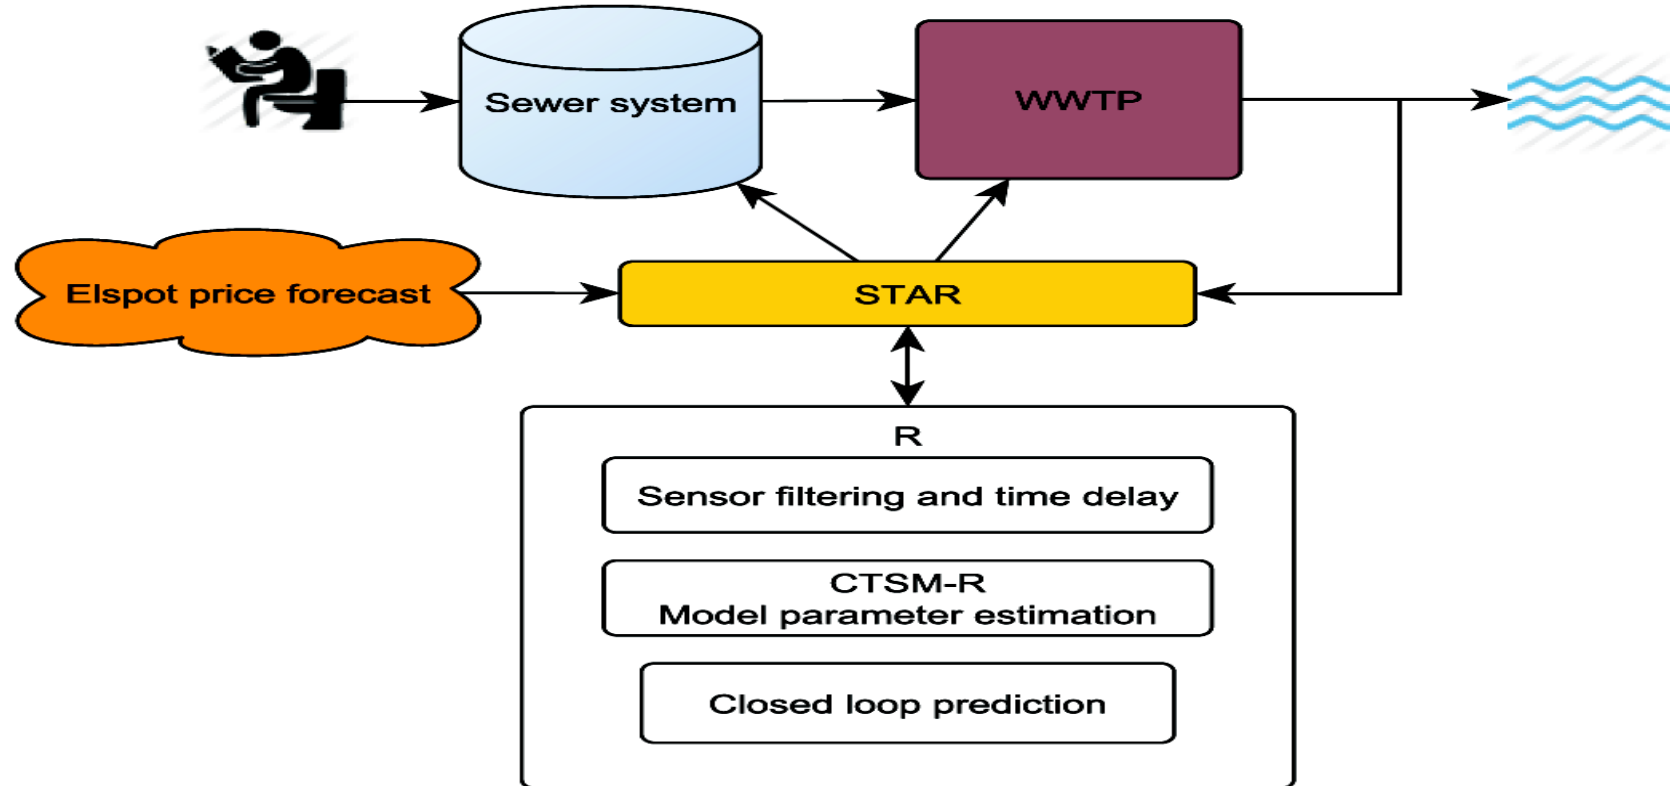 Sewer system
WWTP
Elspot price forecast
STAR
R
Sensor filtering and time delay
CTSM-R
Model parameter estimation
Closed loop prediction